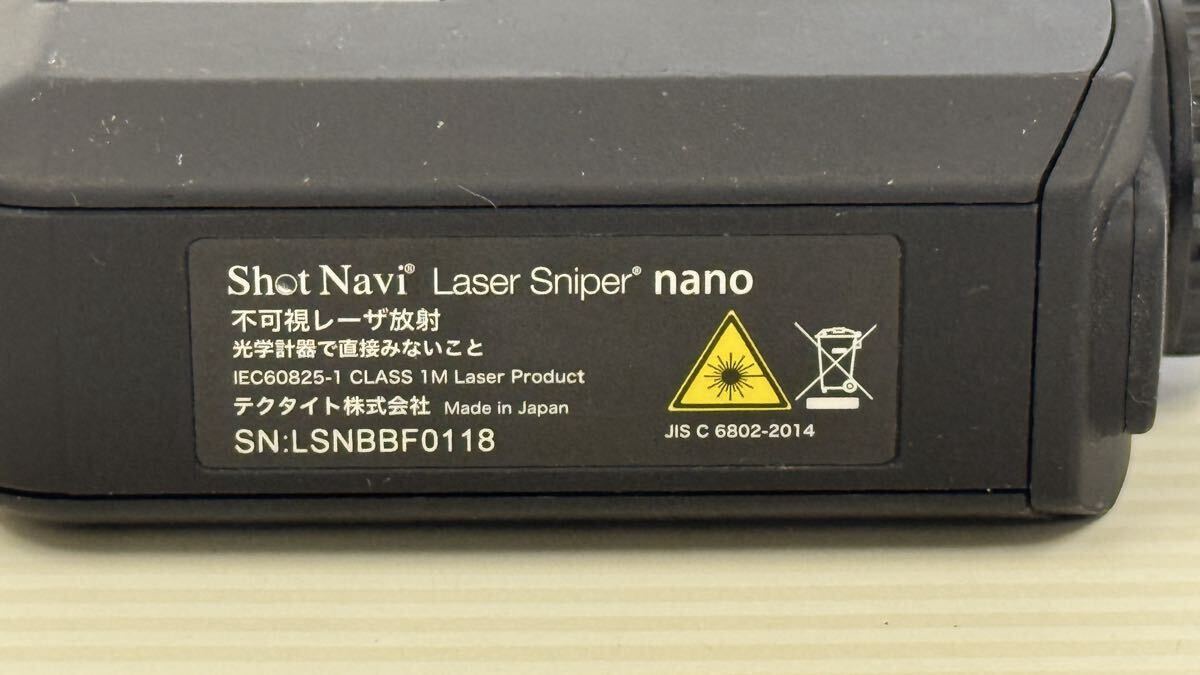 Shot Navi® Laser Sniper® nano
不可視レーザ放射
光学計器で直接みないこと
IEC60825-1 CLASS 1M Laser Product
テクタイト株式会社 Made in Japan
SN:LSNBBF0118
JIS C 6802-2014